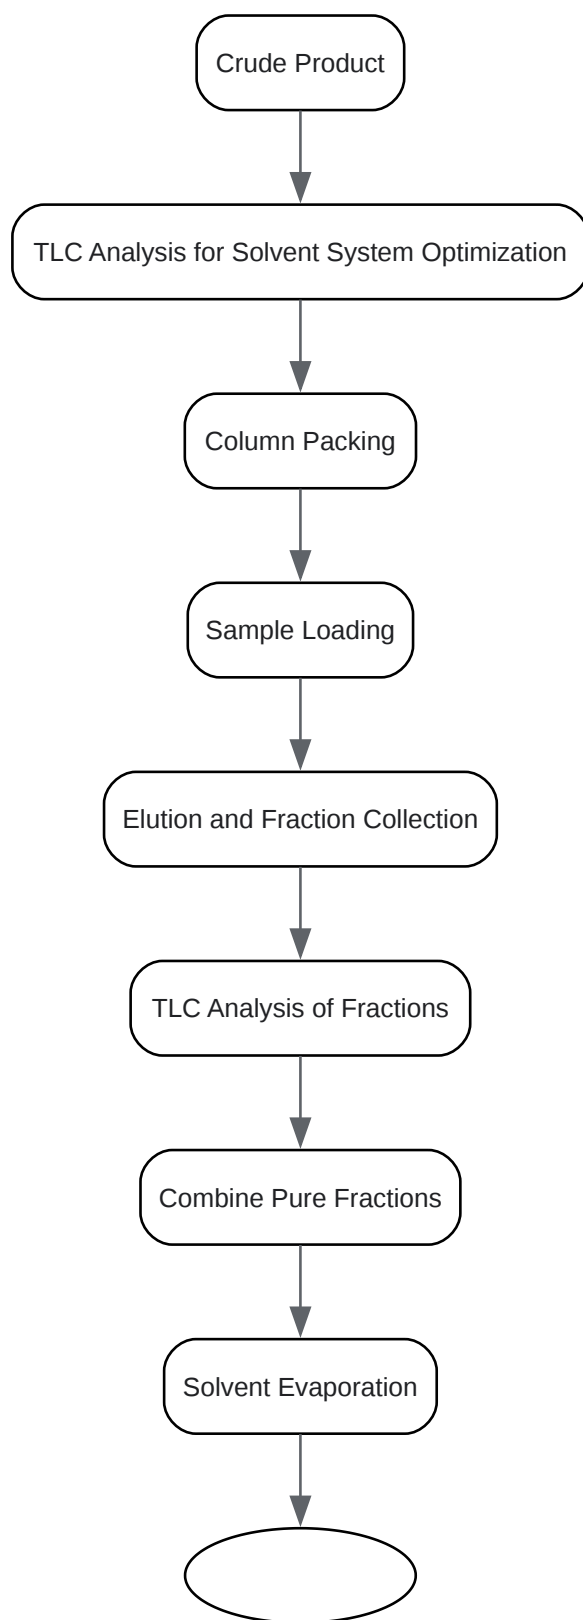 Crude Product
TLC Analysis for Solvent System Optimization
Column Packing
Sample Loading
Elution and Fraction Collection
TLC Analysis of Fractions
Combine Pure Fractions
Solvent Evaporation